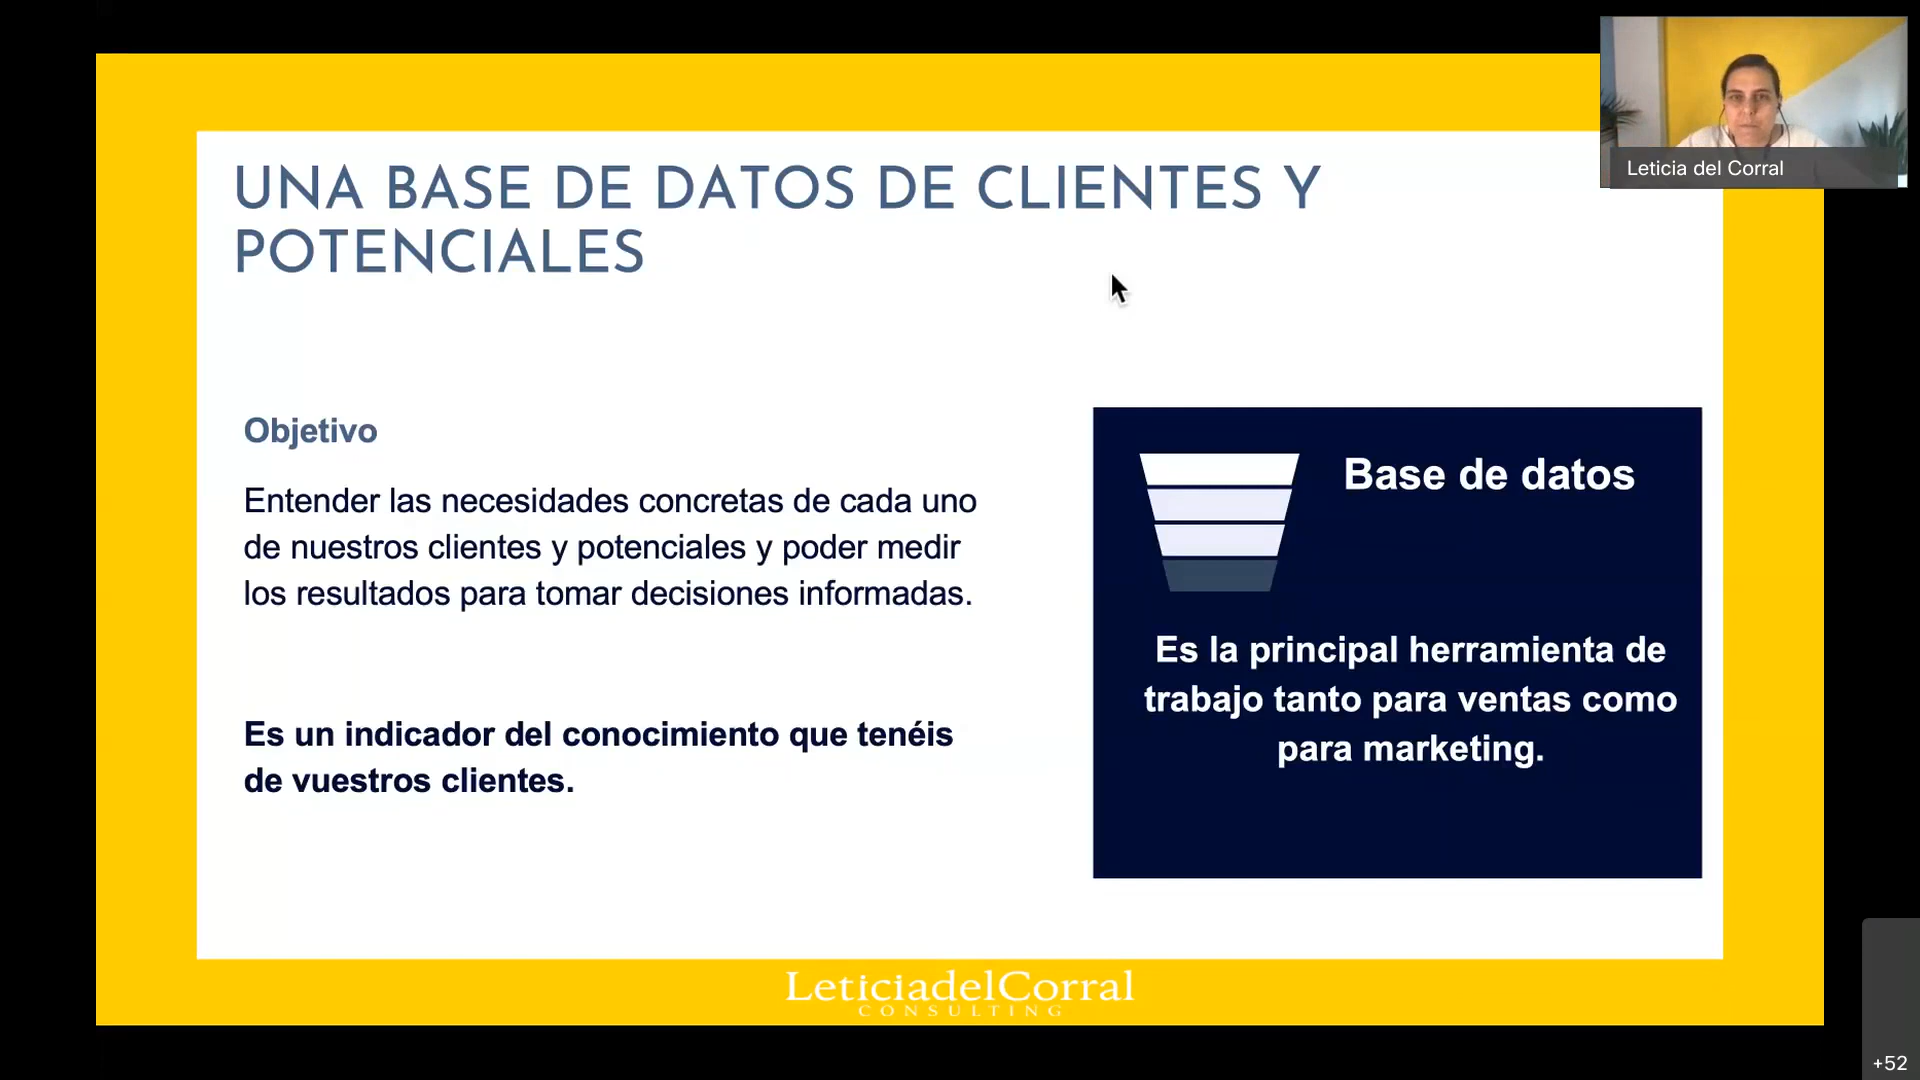 UNA BASE DE DATOS DE CLIENTES Y
POTENCIALES
Leticia del Corral
Objetivo
Entender las necesidades concretas de cada uno
de nuestros clientes y potenciales y poder medir
los resultados para tomar decisiones informadas.
Es un indicador del conocimiento que tenéis
de vuestros clientes.
Base de datos
Es la principal herramienta de
trabajo tanto para ventas como
para marketing.
LeticiadelCorral
CONSULTING
+52